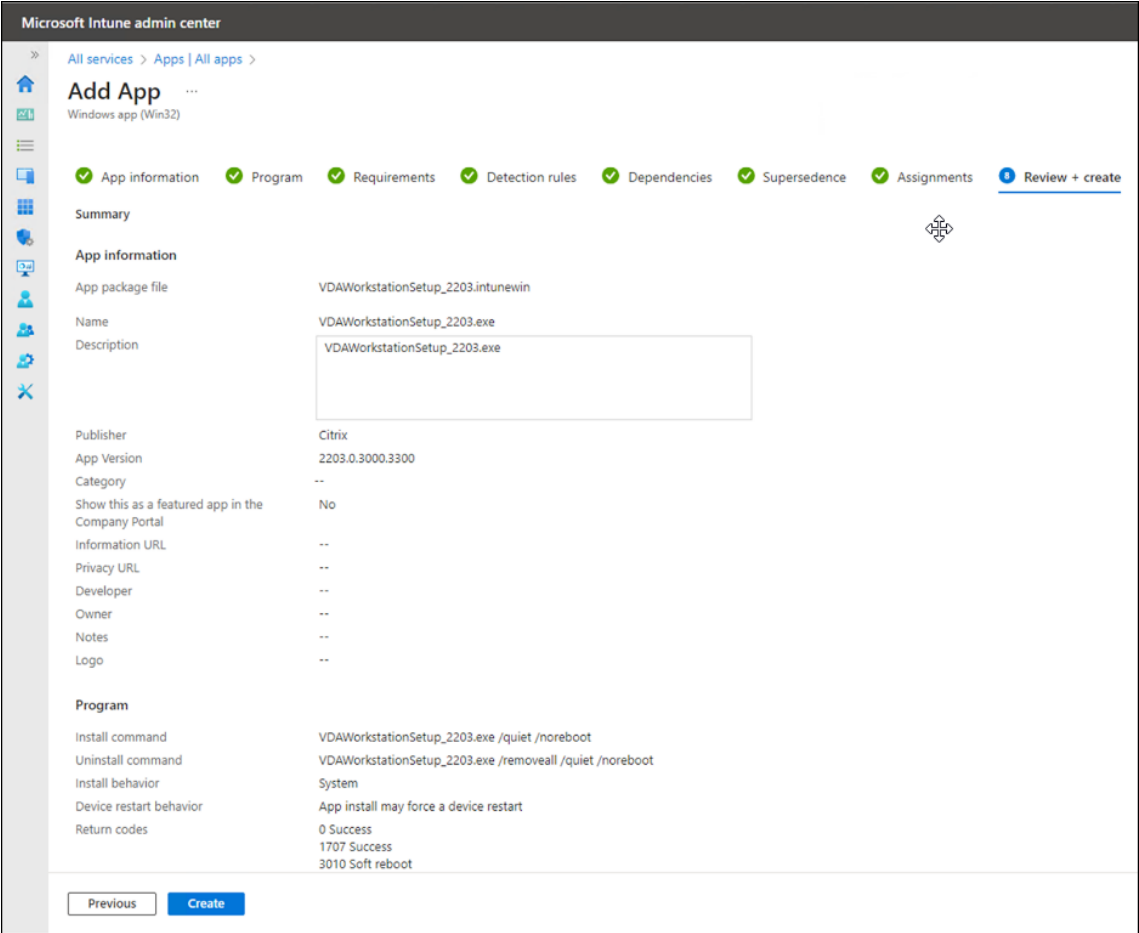 Microsoft Intune admin center
All services > Apps | All apps >
Add App ...
Windows app (Win32)
App information Program Requirements Detection rules Dependencies Supersedence Assignments 8 Review + create
Summary
App information
App package file VDAWorkstationSetup_2203.intunewin
Name VDAWorkstationSetup_2203.exe
Description VDAWorkstationSetup_2203.exe
Publisher Citrix
App Version 2203.0.3000.3300
Category --
Show this as a featured app in the No
Company Portal
Information URL --
Privacy URL --
Developer --
Owner --
Notes --
Logo --
Program
Install command VDAWorkstationSetup_2203.exe /quiet /noreboot
Uninstall command VDAWorkstationSetup_2203.exe /removeall /quiet /noreboot
Install behavior System
Device restart behavior App install may force a device restart
Return codes 0 Success
1707 Success
3010 Soft reboot
Previous Create